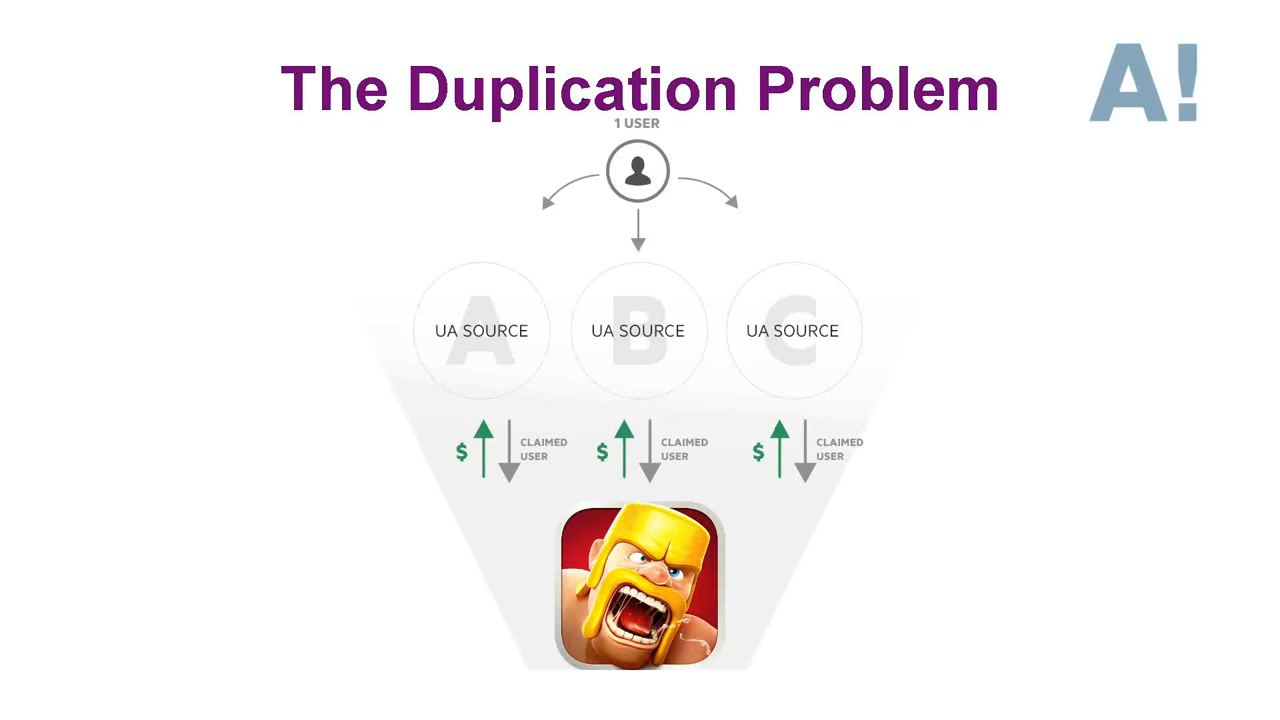 The Duplication Problem
A!
1 USER
A
UA SOURCE
B
UA SOURCE
C
UA SOURCE
$
CLAIMED
USER
$
CLAIMED
USER
$
CLAIMED
USER